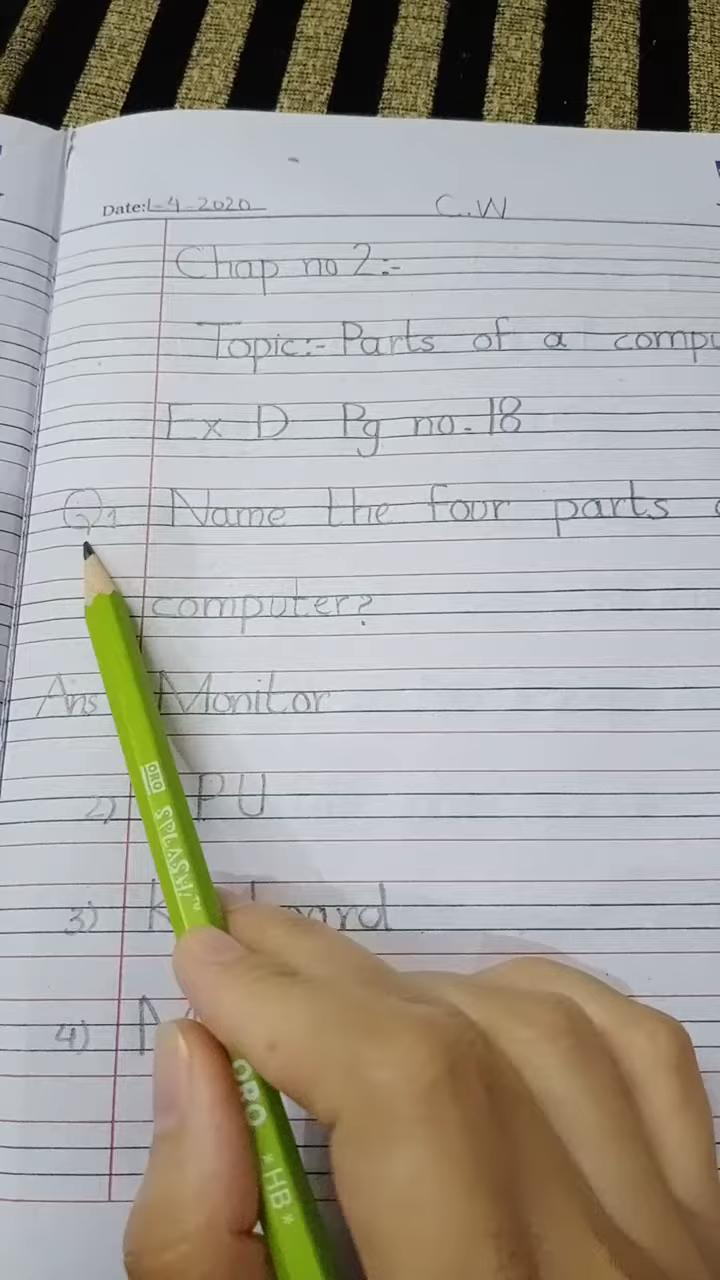 Date: 1-4-2020 C.W
Chap no 2:-
Topic:- Parts of a compu
Ex D Pg no. 18
Q1 Name the four parts
computer?
Ans Monitor
2) PU
3) K ard
4) M
ORO SPLASH!
ORO *HB*